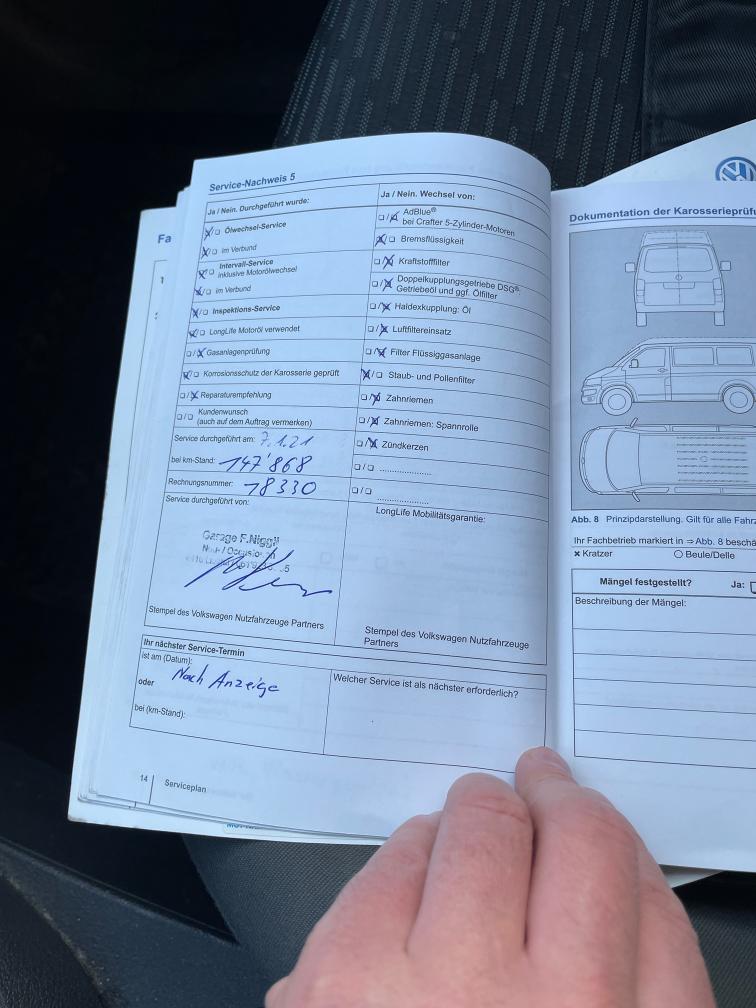 Service-Nachweis 5
Ja / Nein. Durchgeführt wurde:
Ölwechsel-Service
im Verbund
Intervall-Service
inklusive Motorölwechsel
im Verbund
Inspektions-Service
LongLife Motoröl verwendet
Gasanlagenprüfung
Korrosionsschutz der Karosserie geprüft
Reparaturempfehlung
Kundenwunsch
(auch auf dem Auftrag vermerken)
Service durchgeführt am: 7.1.21
bei km-Stand: 147'868
Rechnungsnummer: 18330
Service durchgeführt von:
Garage F.Niggli
Stempel des Volkswagen Nutzfahrzeuge Partners
Ja / Nein. Wechsel von:
AdBlue®
bei Crafter 5-Zylinder-Motoren
Bremsflüssigkeit
Kraftstofffilter
Doppelkupplungsgetriebe DSG®:
Getriebeöl und ggf. Ölfilter
Haldexkupplung: Öl
Luftfiltereinsatz
Filter Flüssiggasanlage
Staub- und Pollenfilter
Zahnriemen
Zahnriemen: Spannrolle
Zündkerzen
LongLife Mobilitätsgarantie:
Stempel des Volkswagen Nutzfahrzeuge
Partners
Ihr nächster Service-Termin
ist am (Datum):
Nach Anzeige
oder
bei (km-Stand):
Welcher Service ist als nächster erforderlich?
14 Serviceplan
Fa
1
Dokumentation der Karosserieprüf
Abb. 8 Prinzipdarstellung. Gilt für alle Fahrz
Ihr Fachbetrieb markiert in ⇒ Abb. 8 beschä
× Kratzer ○ Beule/Delle
Mängel festgestellt? Ja:
Beschreibung der Mängel: